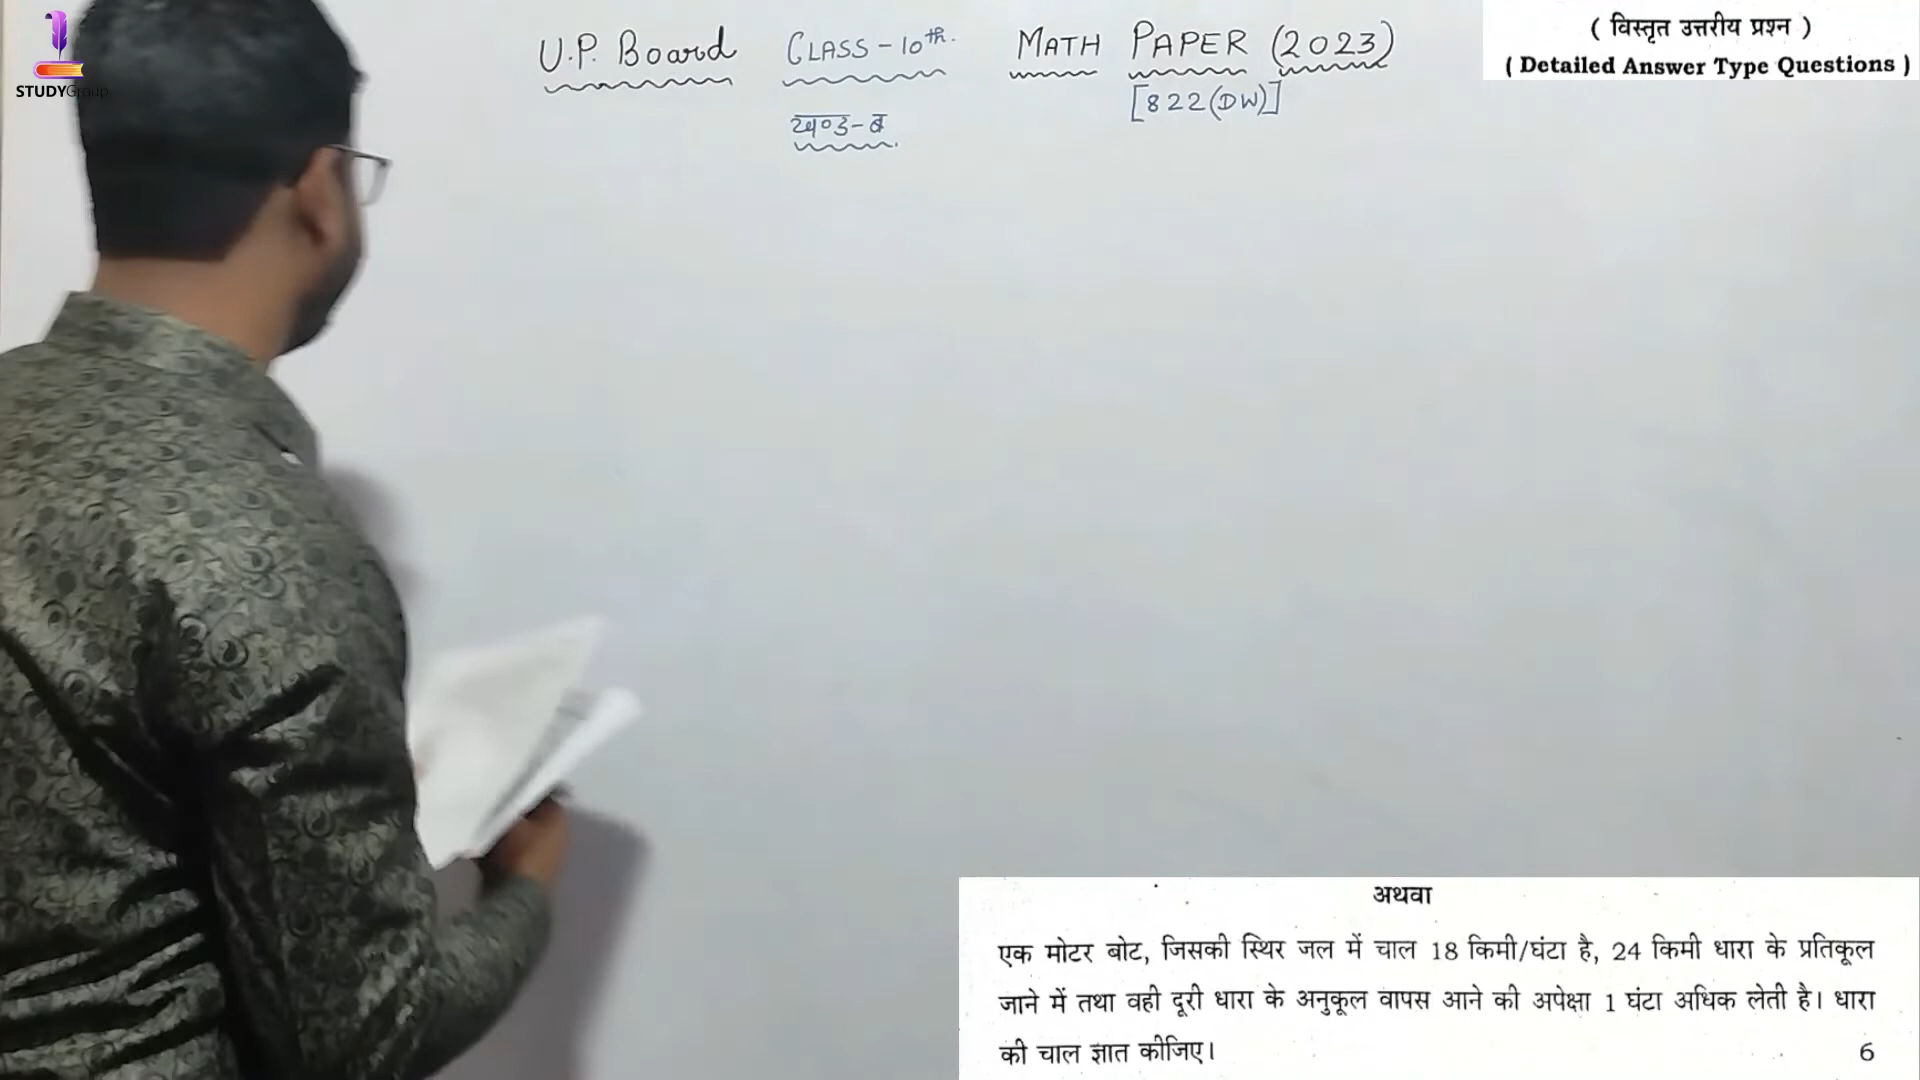 STUDYGroup
U.P. Board CLASS-10th. MATH PAPER (2023)
[822(DW)]
खण्ड-ब
( विस्तृत उत्तरीय प्रश्न )
( Detailed Answer Type Questions )
अथवा
एक मोटर बोट, जिसकी स्थिर जल में चाल 18 किमी/घंटा है, 24 किमी धारा के प्रतिकूल
जाने में तथा वही दूरी धारा के अनुकूल वापस आने की अपेक्षा 1 घंटा अधिक लेती है। धारा
की चाल ज्ञात कीजिए। 6